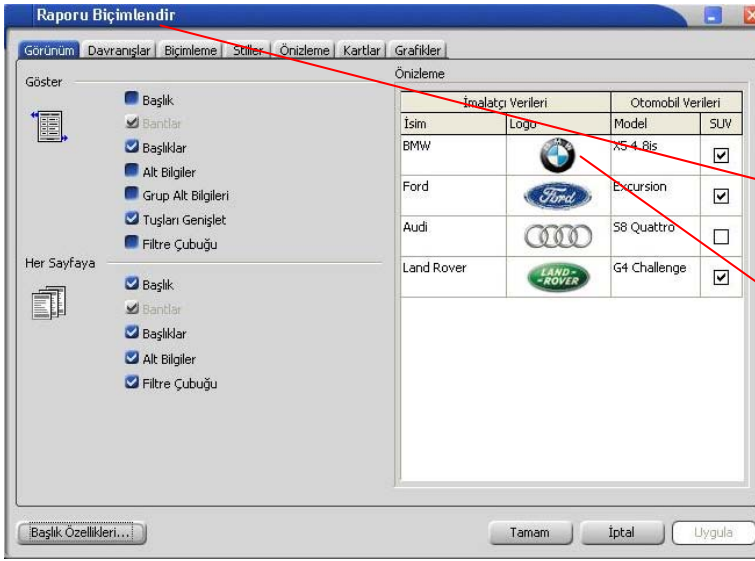 Raporu Biçimlendir
Görünüm Davranışlar Biçimleme Stiller Önizleme Kartlar Grafikler
Göster
Başlık
Bantlar
Başlıklar
Alt Bilgiler
Grup Alt Bilgileri
Tuşları Genişlet
Filtre Çubuğu
Her Sayfaya
Başlık
Bantlar
Başlıklar
Alt Bilgiler
Filtre Çubuğu
Önizleme
İmalatçı Verileri Otomobil Verileri
İsim Logo Model SUV
BMW X5 4.8is
Ford Ford Excursion
Audi S8 Quattro
Land Rover LAND-ROVER G4 Challenge
Başlık Özellikleri... Tamam İptal Uygula